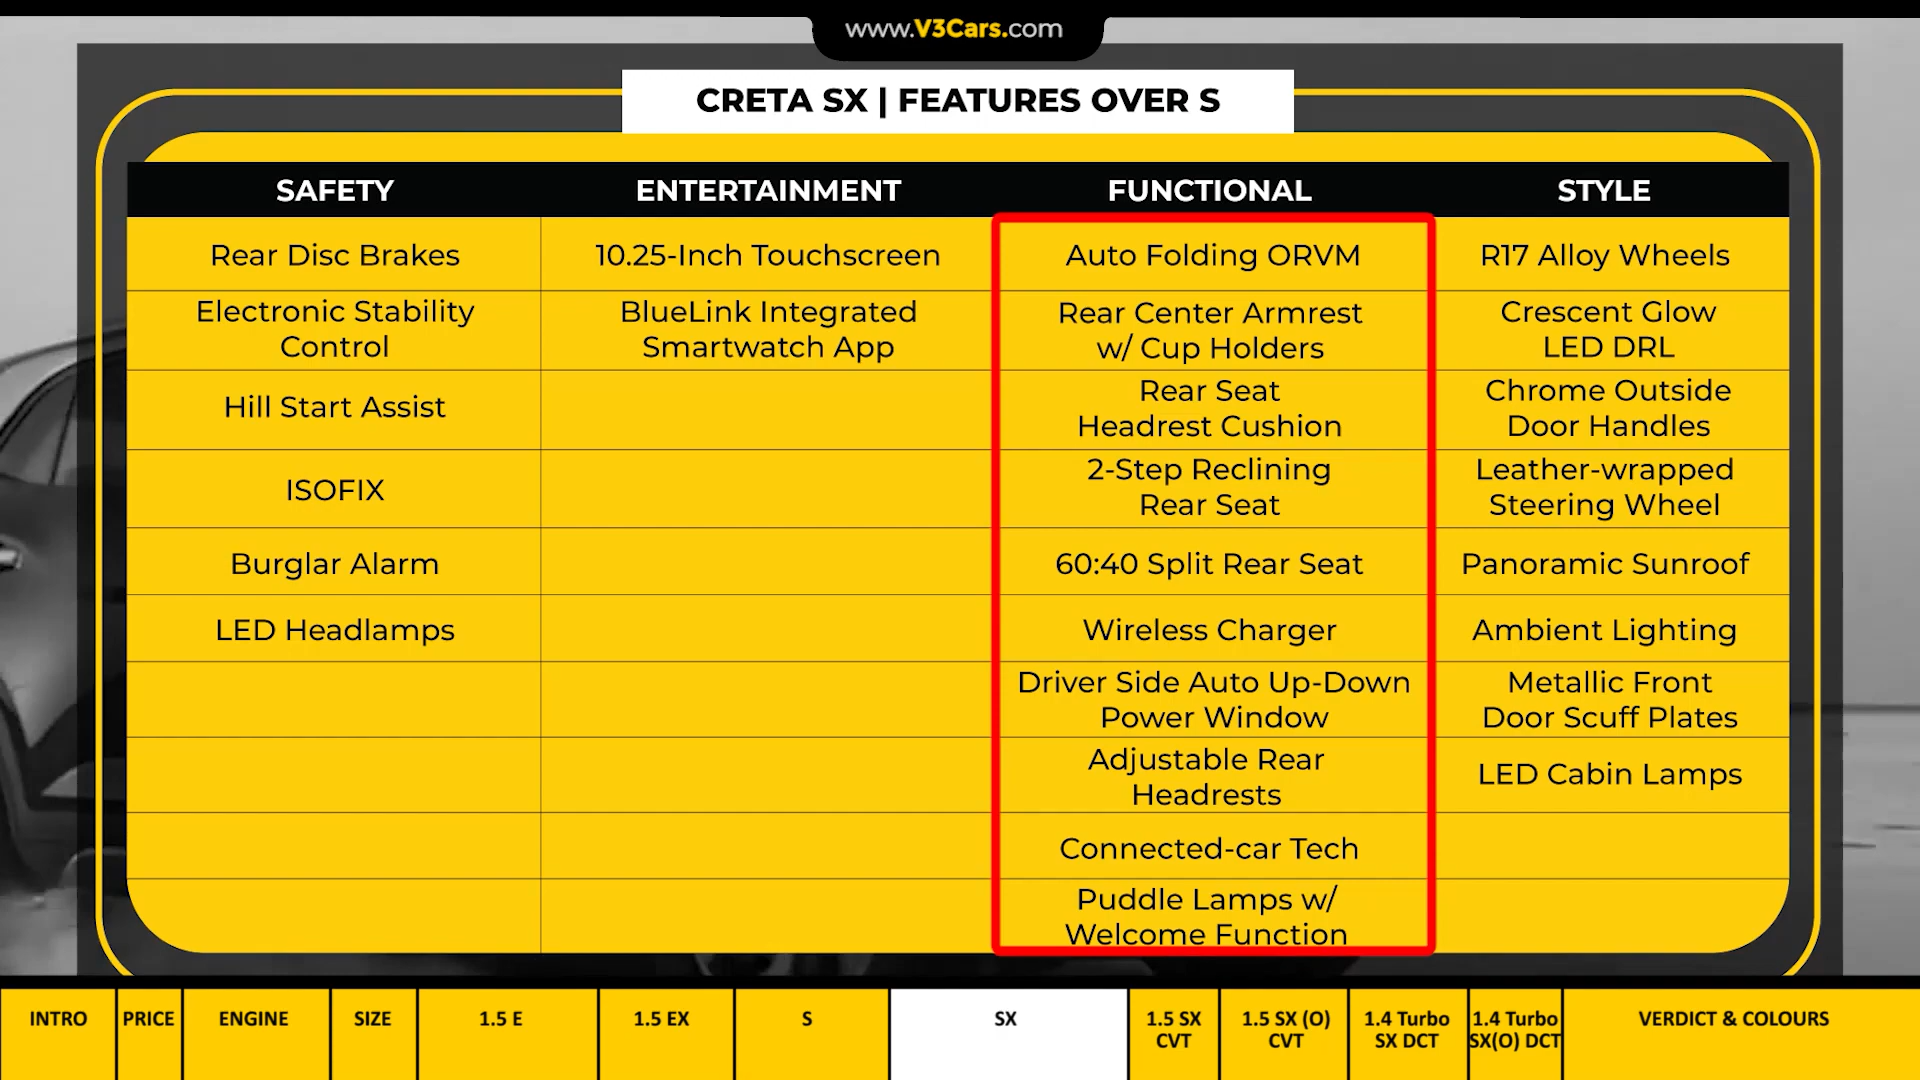 www.V3Cars.com
CRETA SX | FEATURES OVER S
SAFETY ENTERTAINMENT FUNCTIONAL STYLE
Rear Disc Brakes
10.25-Inch Touchscreen
Auto Folding ORVM
R17 Alloy Wheels
Electronic Stability
Control
BlueLink Integrated
Smartwatch App
Rear Center Armrest
w/ Cup Holders
Crescent Glow
LED DRL
Hill Start Assist
Rear Seat
Headrest Cushion
Chrome Outside
Door Handles
ISOFIX
2-Step Reclining
Rear Seat
Leather-wrapped
Steering Wheel
Burglar Alarm
60:40 Split Rear Seat
Panoramic Sunroof
LED Headlamps
Wireless Charger
Ambient Lighting
Driver Side Auto Up-Down
Power Window
Metallic Front
Door Scuff Plates
Adjustable Rear
Headrests
LED Cabin Lamps
Connected-car Tech
Puddle Lamps w/
Welcome Function
INTRO
PRICE
ENGINE
SIZE
1.5 E
1.5 EX
S
SX
1.5 SX
CVT
1.5 SX (O)
CVT
1.4 Turbo
SX DCT
1.4 Turbo
SX(O) DCT
VERDICT & COLOURS